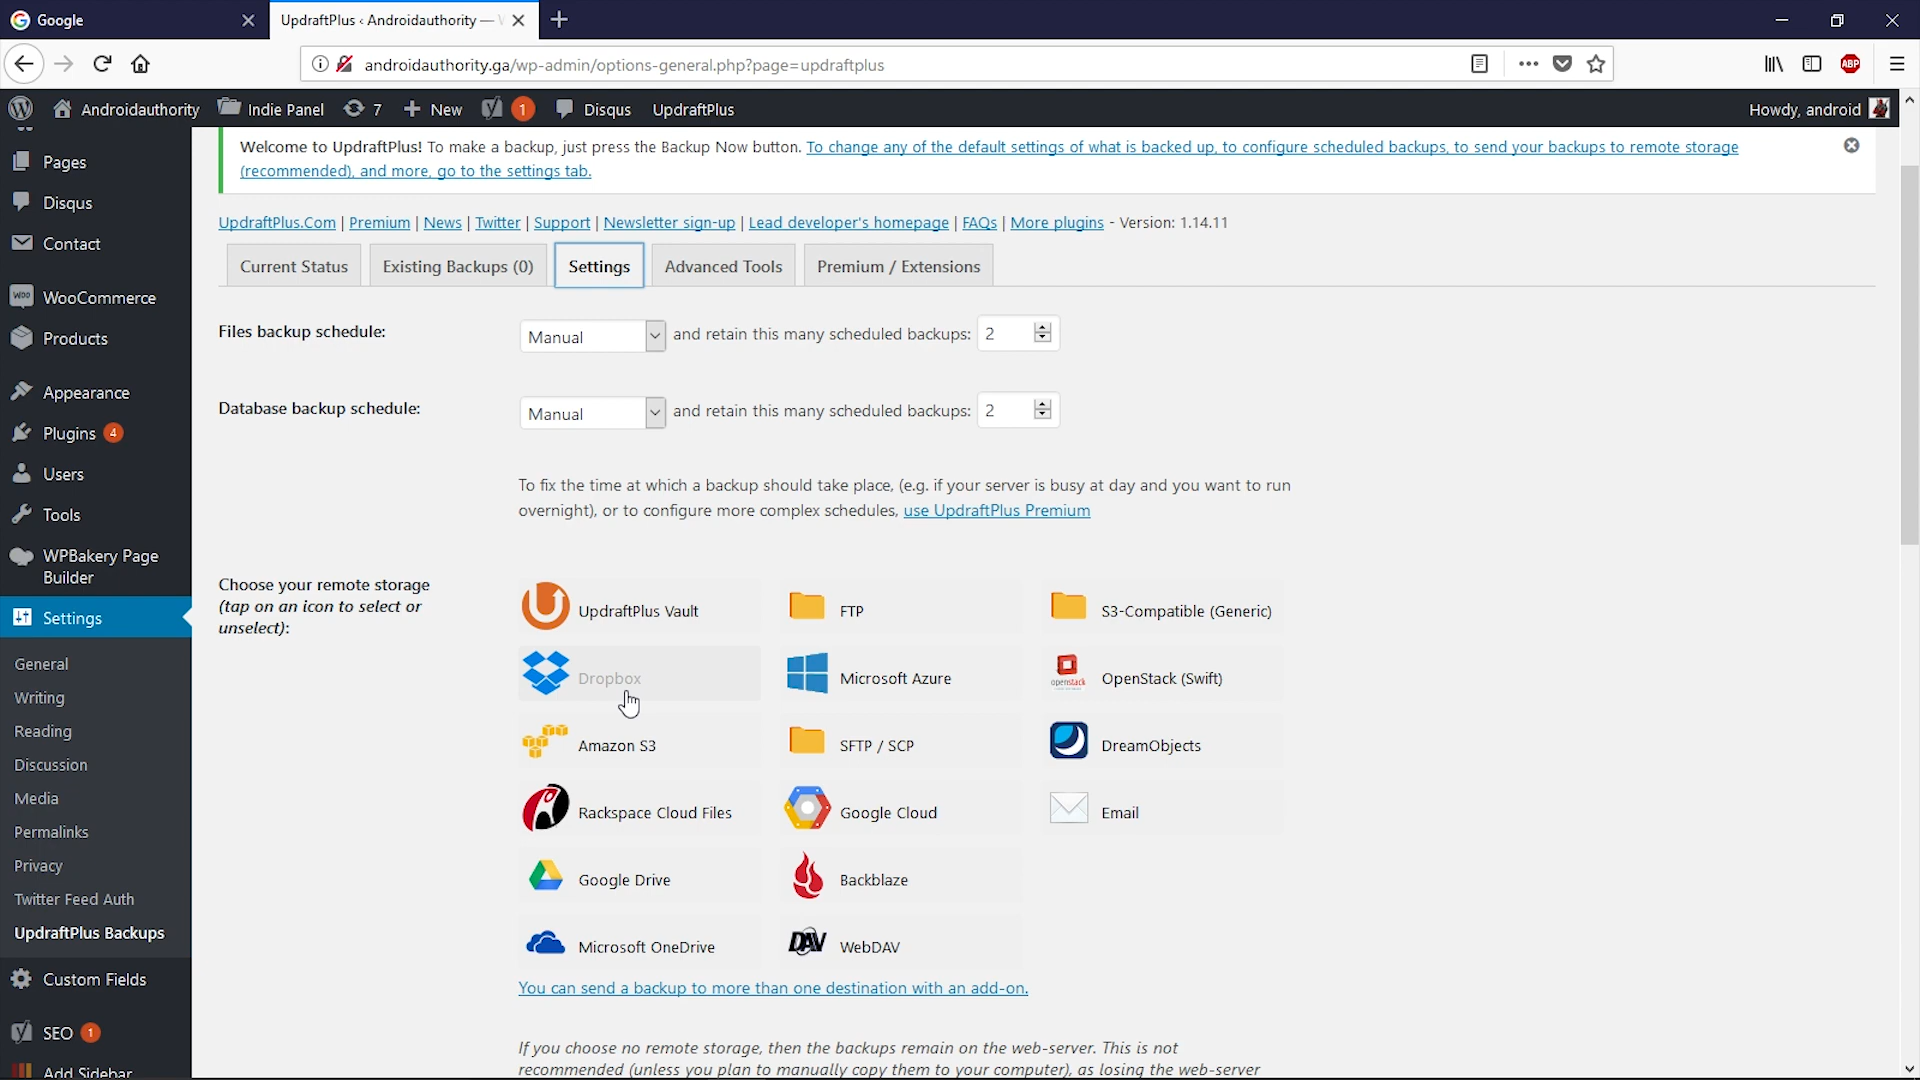 Google
UpdraftPlus ‹ Androidauthority —
androidauthority.ga/wp-admin/options-general.php?page=updraftplus
ABP
Androidauthority
Indie Panel
7
New
1
Disqus
UpdraftPlus
Howdy, android
Pages
Disqus
Contact
Woo
WooCommerce
Products
Appearance
Plugins 4
Users
Tools
WPBakery Page
Builder
Settings
General
Writing
Reading
Discussion
Media
Permalinks
Privacy
Twitter Feed Auth
UpdraftPlus Backups
Custom Fields
SEO 1
Add Sidebar
Welcome to UpdraftPlus! To make a backup, just press the Backup Now button. To change any of the default settings of what is backed up, to configure scheduled backups, to send your backups to remote storage
(recommended), and more, go to the settings tab.
UpdraftPlus.Com | Premium | News | Twitter | Support | Newsletter sign-up | Lead developer's homepage | FAQs | More plugins - Version: 1.14.11
Current Status
Existing Backups (0)
Settings
Advanced Tools
Premium / Extensions
Files backup schedule:
Manual
and retain this many scheduled backups: 2
Database backup schedule:
Manual
and retain this many scheduled backups: 2
To fix the time at which a backup should take place, (e.g. if your server is busy at day and you want to run
overnight), or to configure more complex schedules, use UpdraftPlus Premium
Choose your remote storage
(tap on an icon to select or
unselect):
UpdraftPlus Vault
FTP
S3-Compatible (Generic)
Dropbox
Microsoft Azure
openstack
OpenStack (Swift)
Amazon S3
SFTP / SCP
DreamObjects
Rackspace Cloud Files
Google Cloud
Email
Google Drive
Backblaze
Microsoft OneDrive
DAV
WebDAV
You can send a backup to more than one destination with an add-on.
If you choose no remote storage, then the backups remain on the web-server. This is not
recommended (unless you plan to manually copy them to your computer), as losing the web-server